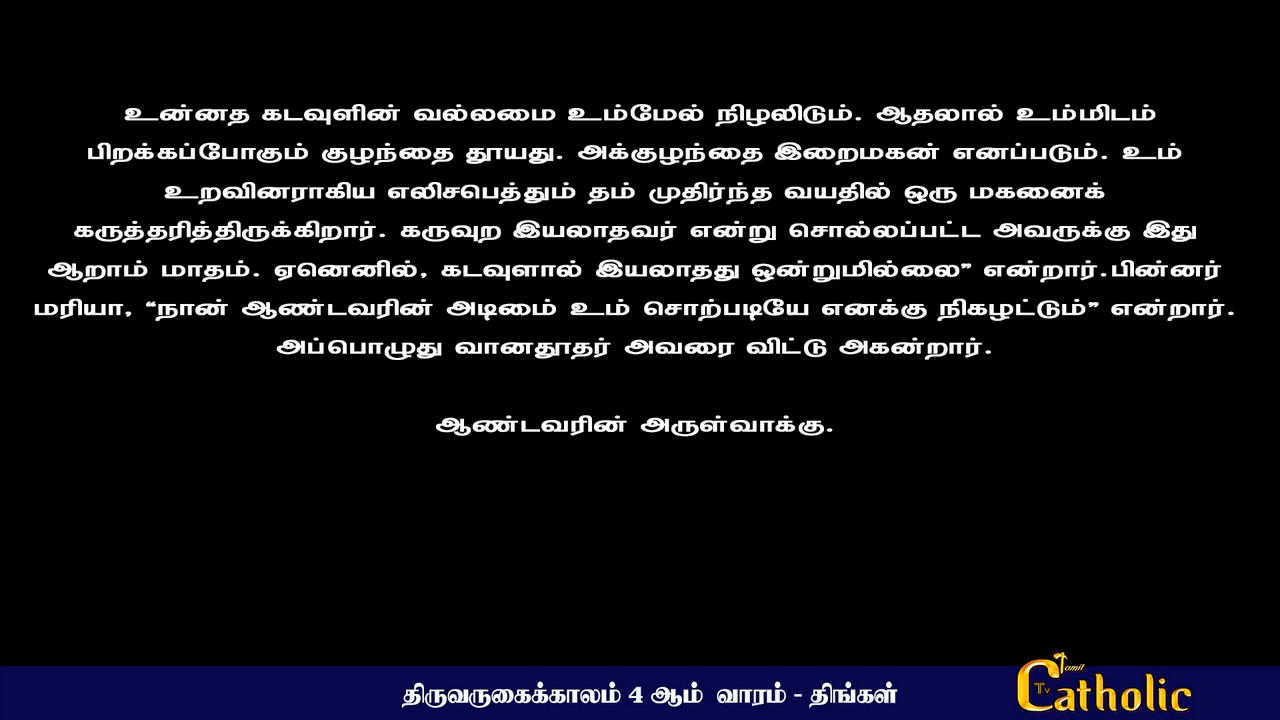 உன்னத கடவுளின் வல்லமை உம்மேல் நிழலிடும். ஆதலால் உம்மிடம்
பிறக்கப்போகும் குழந்தை தூயது. அக்குழந்தை இறைமகன் எனப்படும். உம்
உறவினராகிய எலிசபெத்தும் தம் முதிர்ந்த வயதில் ஒரு மகனைக்
கருத்தரித்திருக்கிறார். கருவுற இயலாதவர் என்று சொல்லப்பட்ட அவருக்கு இது
ஆறாம் மாதம். ஏனெனில், கடவுளால் இயலாதது ஒன்றுமில்லை” என்றார்.பின்னர்
மரியா, “நான் ஆண்டவரின் அடிமை உம் சொற்படியே எனக்கு நிகழட்டும்” என்றார்.
அப்பொழுது வானதூதர் அவரை விட்டு அகன்றார்.
ஆண்டவரின் அருள்வாக்கு.
திருவருகைக்காலம் 4 ஆம் வாரம் - திங்கள்
Tamil Catholic Tv